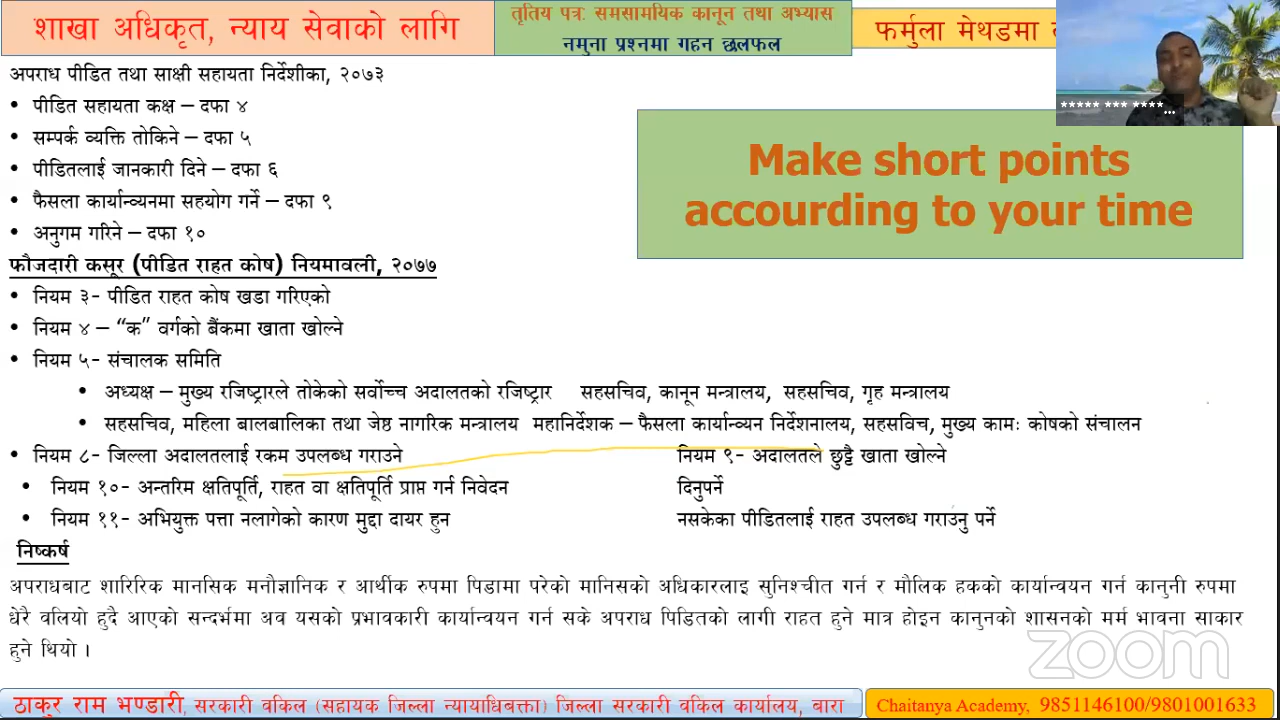 शाखा अधिकृत, न्याय सेवाको लागि
तृतिय पत्र: समसामयिक कानून तथा अभ्यास
नमुना प्रश्नमा गहन छलफल
फर्मुला मेथडमा
***** *** ****...
अपराध पीडित तथा साक्षी सहायता निर्देशीका, २०७३
• पीडित सहायता कक्ष – दफा ४
• सम्पर्क व्यक्ति तोकिने – दफा ५
• पीडितलाई जानकारी दिने – दफा ६
• फैसला कार्यान्व्यनमा सहयोग गर्ने – दफा ९
• अनुगम गरिने – दफा १०
Make short points
accourding to your time
फौजदारी कसूर (पीडित राहत कोष) नियमावली, २०७७
• नियम ३- पीडित राहत कोष खडा गरिएको
• नियम ४ – “क” वर्गको बैंकमा खाता खोल्ने
• नियम ५- संचालक समिति
• अध्यक्ष – मुख्य रजिष्ट्रारले तोकेको सर्वोच्च अदालतको रजिष्ट्रार सहसचिव, कानून मन्त्रालय, सहसचिव, गृह मन्त्रालय
• सहसचिव, महिला बालबालिका तथा जेष्ठ नागरिक मन्त्रालय महानिर्देशक – फैसला कार्यान्व्यन निर्देशनालय, सहसविच, मुख्य कामः कोषको संचालन
• नियम ८- जिल्ला अदालतलाई रकम उपलब्ध गराउने नियम ९- अदालतले छुट्टै खाता खोल्ने
• नियम १०- अन्तरिम क्षतिपूर्ति, राहत वा क्षतिपूर्ति प्राप्त गर्न निवेदन दिनुपर्ने
• नियम ११- अभियुक्त पत्ता नलागेको कारण मुद्दा दायर हुन नसकेका पीडितलाई राहत उपलब्ध गराउनु पर्ने
निष्कर्ष
अपराधबाट शारिरिक मानसिक मनौज्ञानिक र आर्थीक रुपमा पिडामा परेको मानिसको अधिकारलाइ सुनिश्चीत गर्न र मौलिक हकको कार्यान्वयन गर्न कानुनी रुपमा
धेरै वलियो हुदै आएको सन्दर्भमा अव यसको प्रभावकारी कार्यान्वयन गर्न सके अपराध पिडितको लागी राहत हुने मात्र होइन कानुनको शासनको मर्म भावना साकार
हुने थियो ।
zoom
ठाकुर राम भण्डारी, सरकारी वकिल (सहायक जिल्ला न्यायाधिबक्ता) जिल्ला सरकारी वकिल कार्यालय, बारा
Chaitanya Academy, 9851146100/9801001633